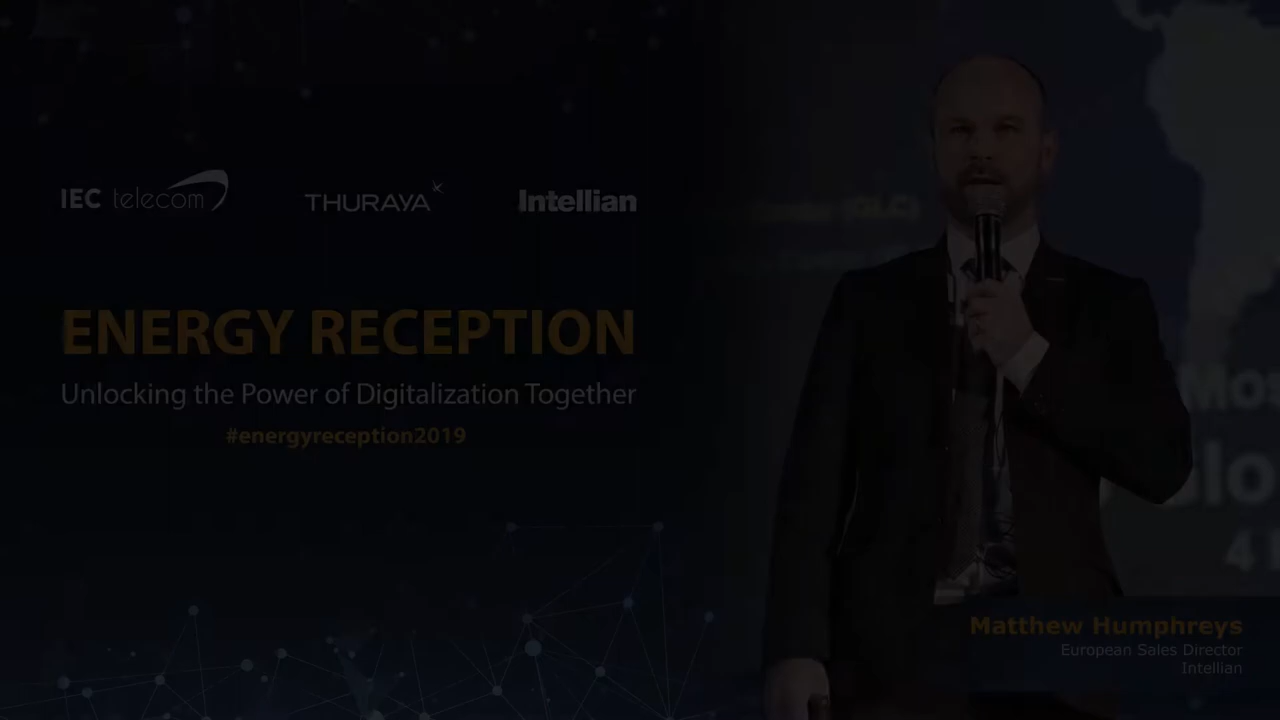 IEC telecom
THURAYA
Intellian
ENERGY RECEPTION
Unlocking the Power of Digitalization Together
#energyreception2019
4
Matthew Humphreys
European Sales Director
Intellian